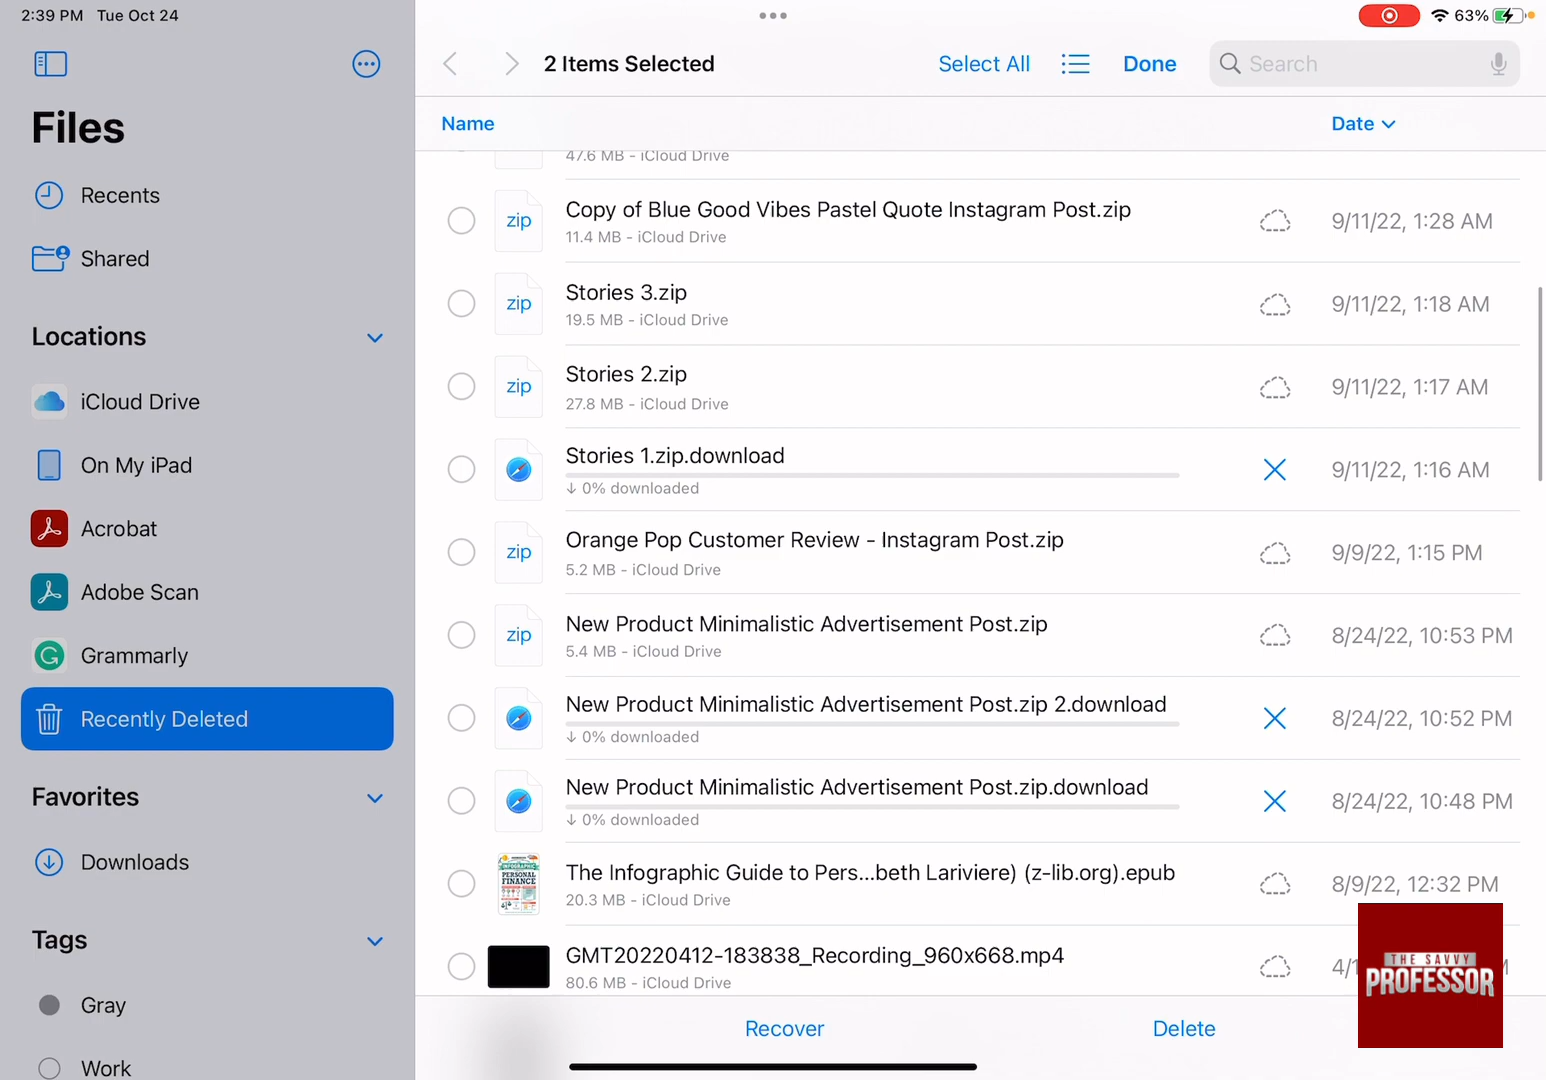 2:39 PM Tue Oct 24
63%
2 Items Selected
Select All
Done
Search
Files
Name
Date
Recents
Shared
Locations
iCloud Drive
On My iPad
Acrobat
Adobe Scan
Grammarly
Recently Deleted
Favorites
Downloads
Tags
Gray
Work
47.6 MB - iCloud Drive
zip
Copy of Blue Good Vibes Pastel Quote Instagram Post.zip
11.4 MB - iCloud Drive
9/11/22, 1:28 AM
zip
Stories 3.zip
19.5 MB - iCloud Drive
9/11/22, 1:18 AM
zip
Stories 2.zip
27.8 MB - iCloud Drive
9/11/22, 1:17 AM
Stories 1.zip.download
↓ 0% downloaded
9/11/22, 1:16 AM
zip
Orange Pop Customer Review - Instagram Post.zip
5.2 MB - iCloud Drive
9/9/22, 1:15 PM
zip
New Product Minimalistic Advertisement Post.zip
5.4 MB - iCloud Drive
8/24/22, 10:53 PM
New Product Minimalistic Advertisement Post.zip 2.download
↓ 0% downloaded
8/24/22, 10:52 PM
New Product Minimalistic Advertisement Post.zip.download
↓ 0% downloaded
8/24/22, 10:48 PM
INFOGRAPHIC
PERSONAL
FINANCE
The Infographic Guide to Pers...beth Lariviere) (z-lib.org).epub
20.3 MB - iCloud Drive
8/9/22, 12:32 PM
GMT20220412-183838_Recording_960x668.mp4
80.6 MB - iCloud Drive
Recover
Delete
THE SAVVY
PROFESSOR